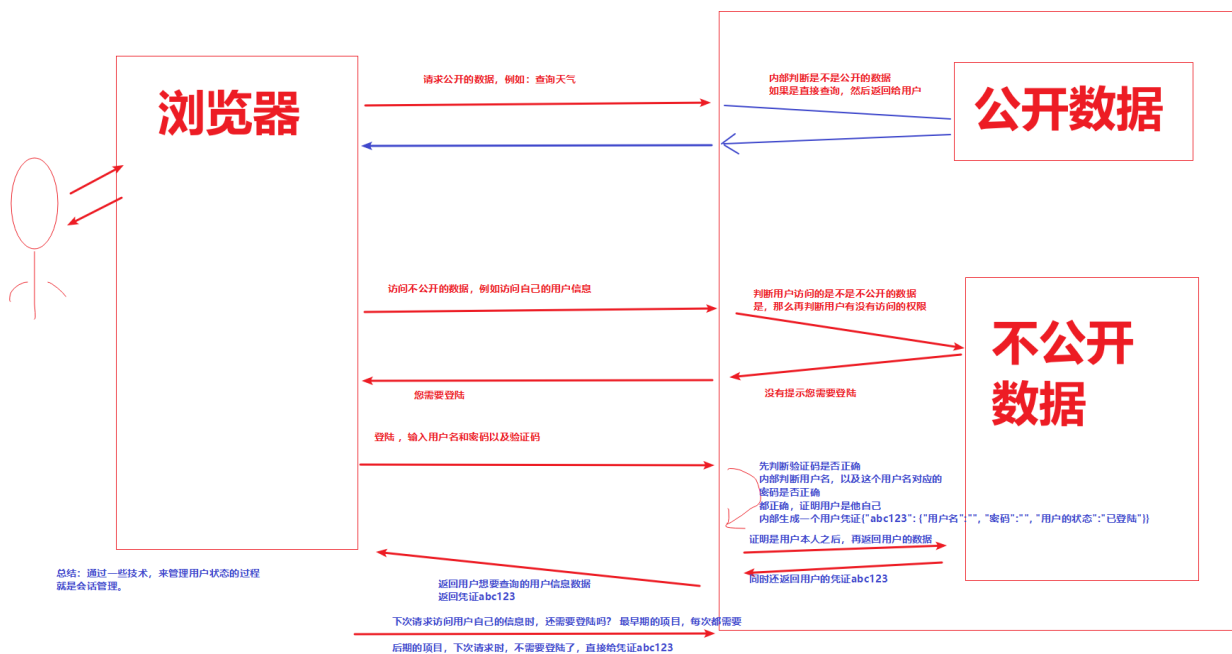 浏览器
请求公开的数据，例如：查询天气
内部判断是不是公开的数据
如果是直接查询，然后返回给用户
公开数据
访问不公开的数据，例如访问自己的用户信息
判断用户访问的是不是不公开的数据
是，那么再判断用户有没有访问的权限
不公开
数据
您需要登陆
没有提示您需要登陆
登陆 ，输入用户名和密码以及验证码
先判断验证码是否正确
内部判断用户名，以及这个用户名对应的
密码是否正确
都正确，证明用户是他自己
内部生成一个用户凭证{"abc123": {"用户名":"", "密码":"", "用户的状态":"已登陆"}}
证明是用户本人之后，再返回用户的数据
同时还返回用户的凭证abc123
总结：通过一些技术，来管理用户状态的过程
就是会话管理。
返回用户想要查询的用户信息数据
返回凭证abc123
下次请求访问用户自己的信息时，还需要登陆吗？ 最早期的项目，每次都需要
后期的项目，下次请求时，不需要登陆了，直接给凭证abc123